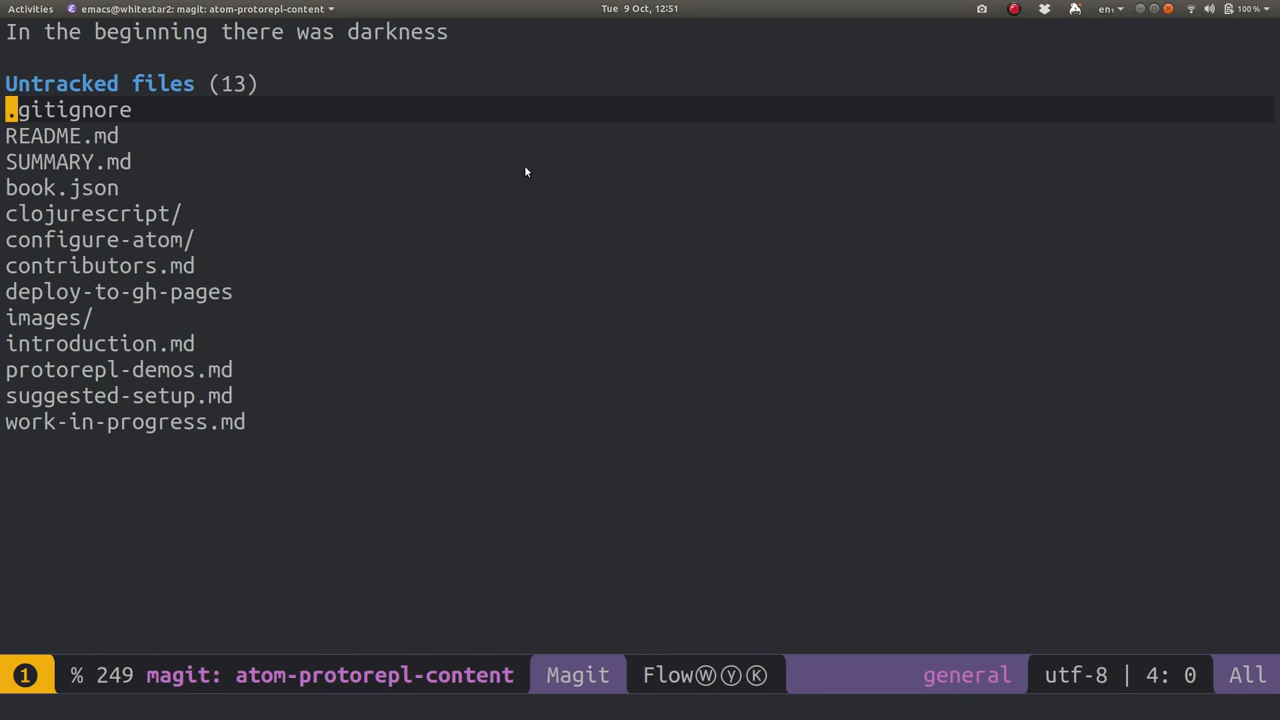 Activities emacs@whitestar2: magit: atom-protorepl-content Tue 9 Oct, 12:51 en₁ 100 %
In the beginning there was darkness
Untracked files (13)
.gitignore
README.md
SUMMARY.md
book.json
clojurescript/
configure-atom/
contributors.md
deploy-to-gh-pages
images/
introduction.md
protorepl-demos.md
suggested-setup.md
work-in-progress.md
❶ % 249 magit: atom-protorepl-content Magit FlowⓌⓨⓀ general utf-8 | 4: 0 All